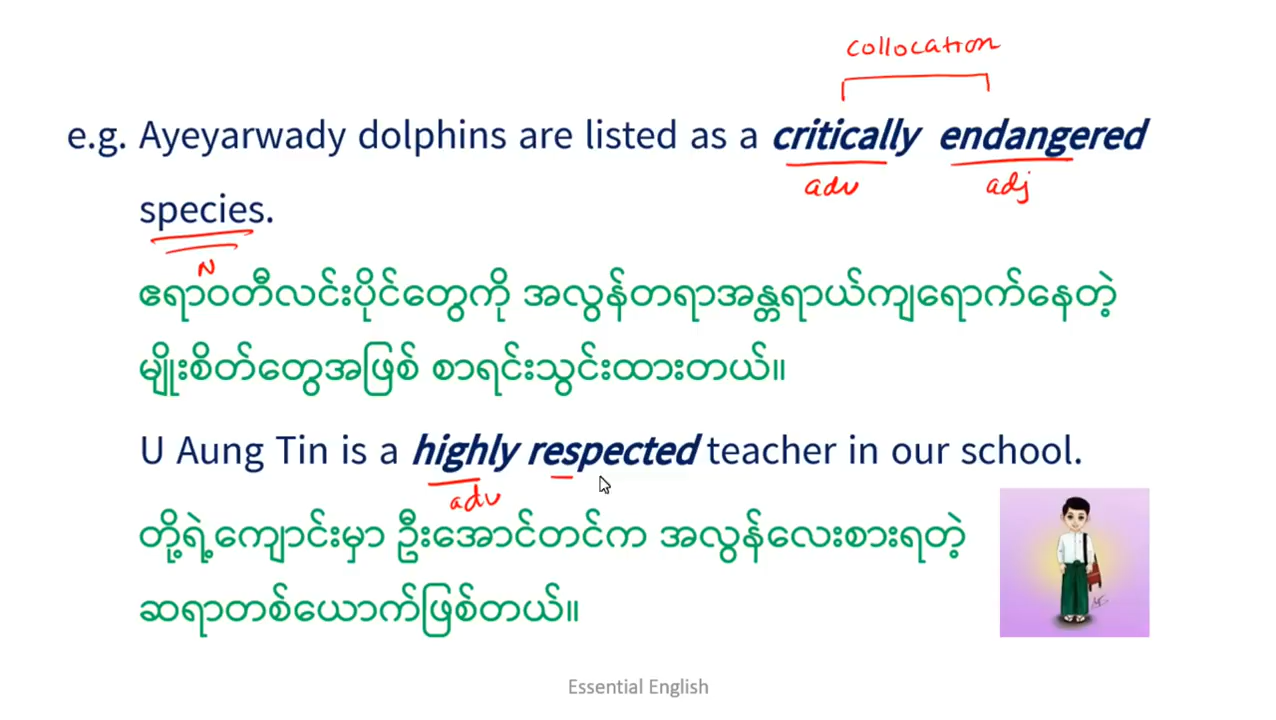 collocation
e.g. Ayeyarwady dolphins are listed as a critically endangered
adv adj
species.
N
ဧရာဝတီလင်းပိုင်တွေကို အလွန်တရာအန္တရာယ်ကျရောက်နေတဲ့
မျိုးစိတ်တွေအဖြစ် စာရင်းသွင်းထားတယ်။
U Aung Tin is a highly respected teacher in our school.
adv
တို့ရဲ့ကျောင်းမှာ ဦးအောင်တင်က အလွန်လေးစားရတဲ့
ဆရာတစ်ယောက်ဖြစ်တယ်။
Essential English